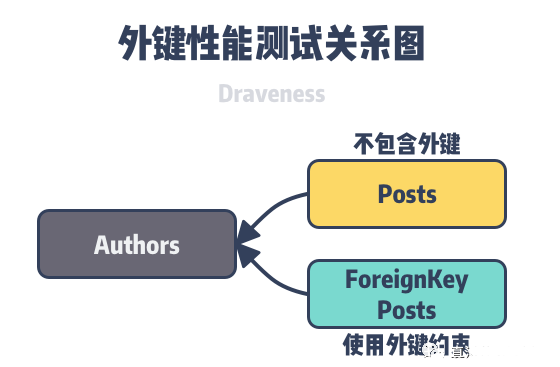 外键性能测试关系图
Draveness
不包含外键
Posts
Authors
ForeignKey
Posts
使用外键约束